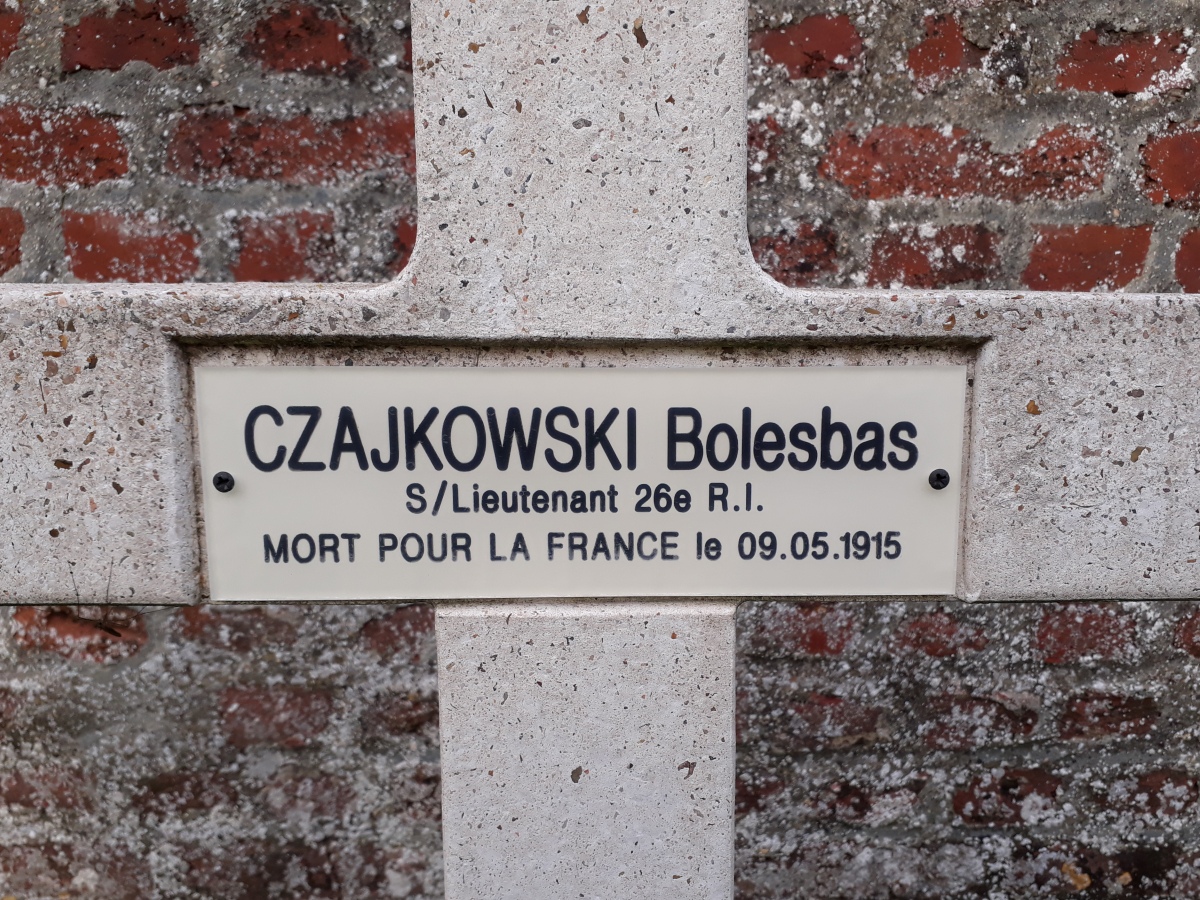 CZAJKOWSKI Bolesbas
S/Lieutenant 26e R.I.
MORT POUR LA FRANCE le 09.05.1915